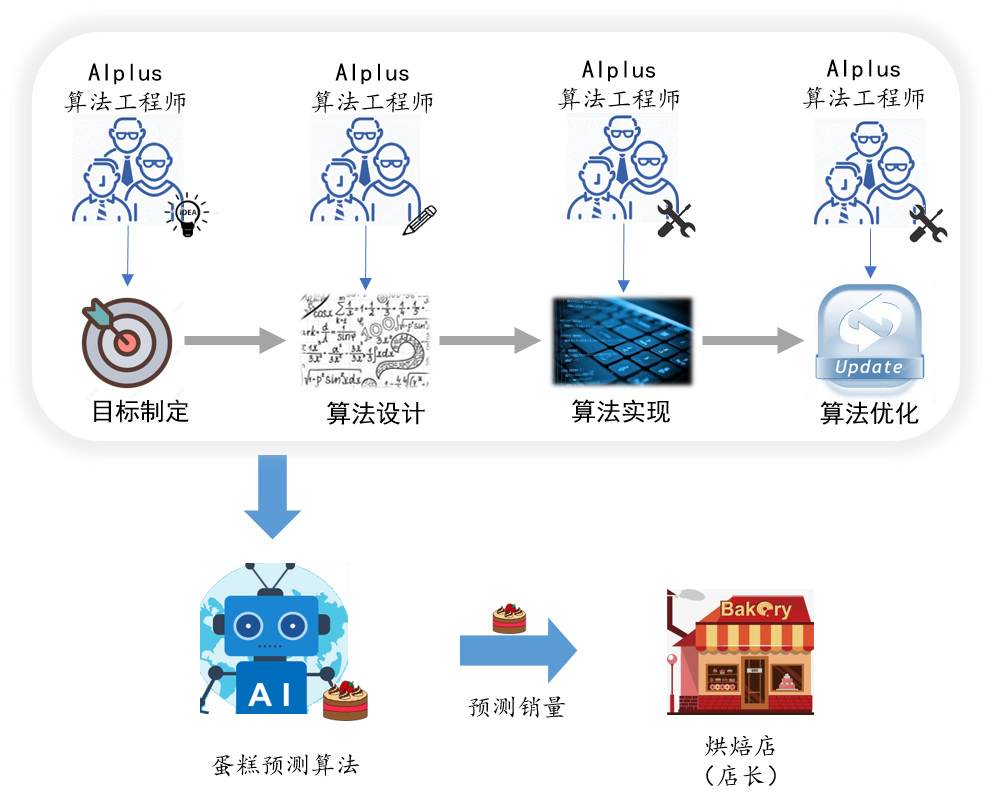 AIplus
算法工程师
AIplus
算法工程师
AIplus
算法工程师
AIplus
算法工程师
iDEA
100
Update
目标制定
算法设计
算法实现
算法优化
AI
Bakery
预测销量
蛋糕预测算法
烘焙店
（店长）